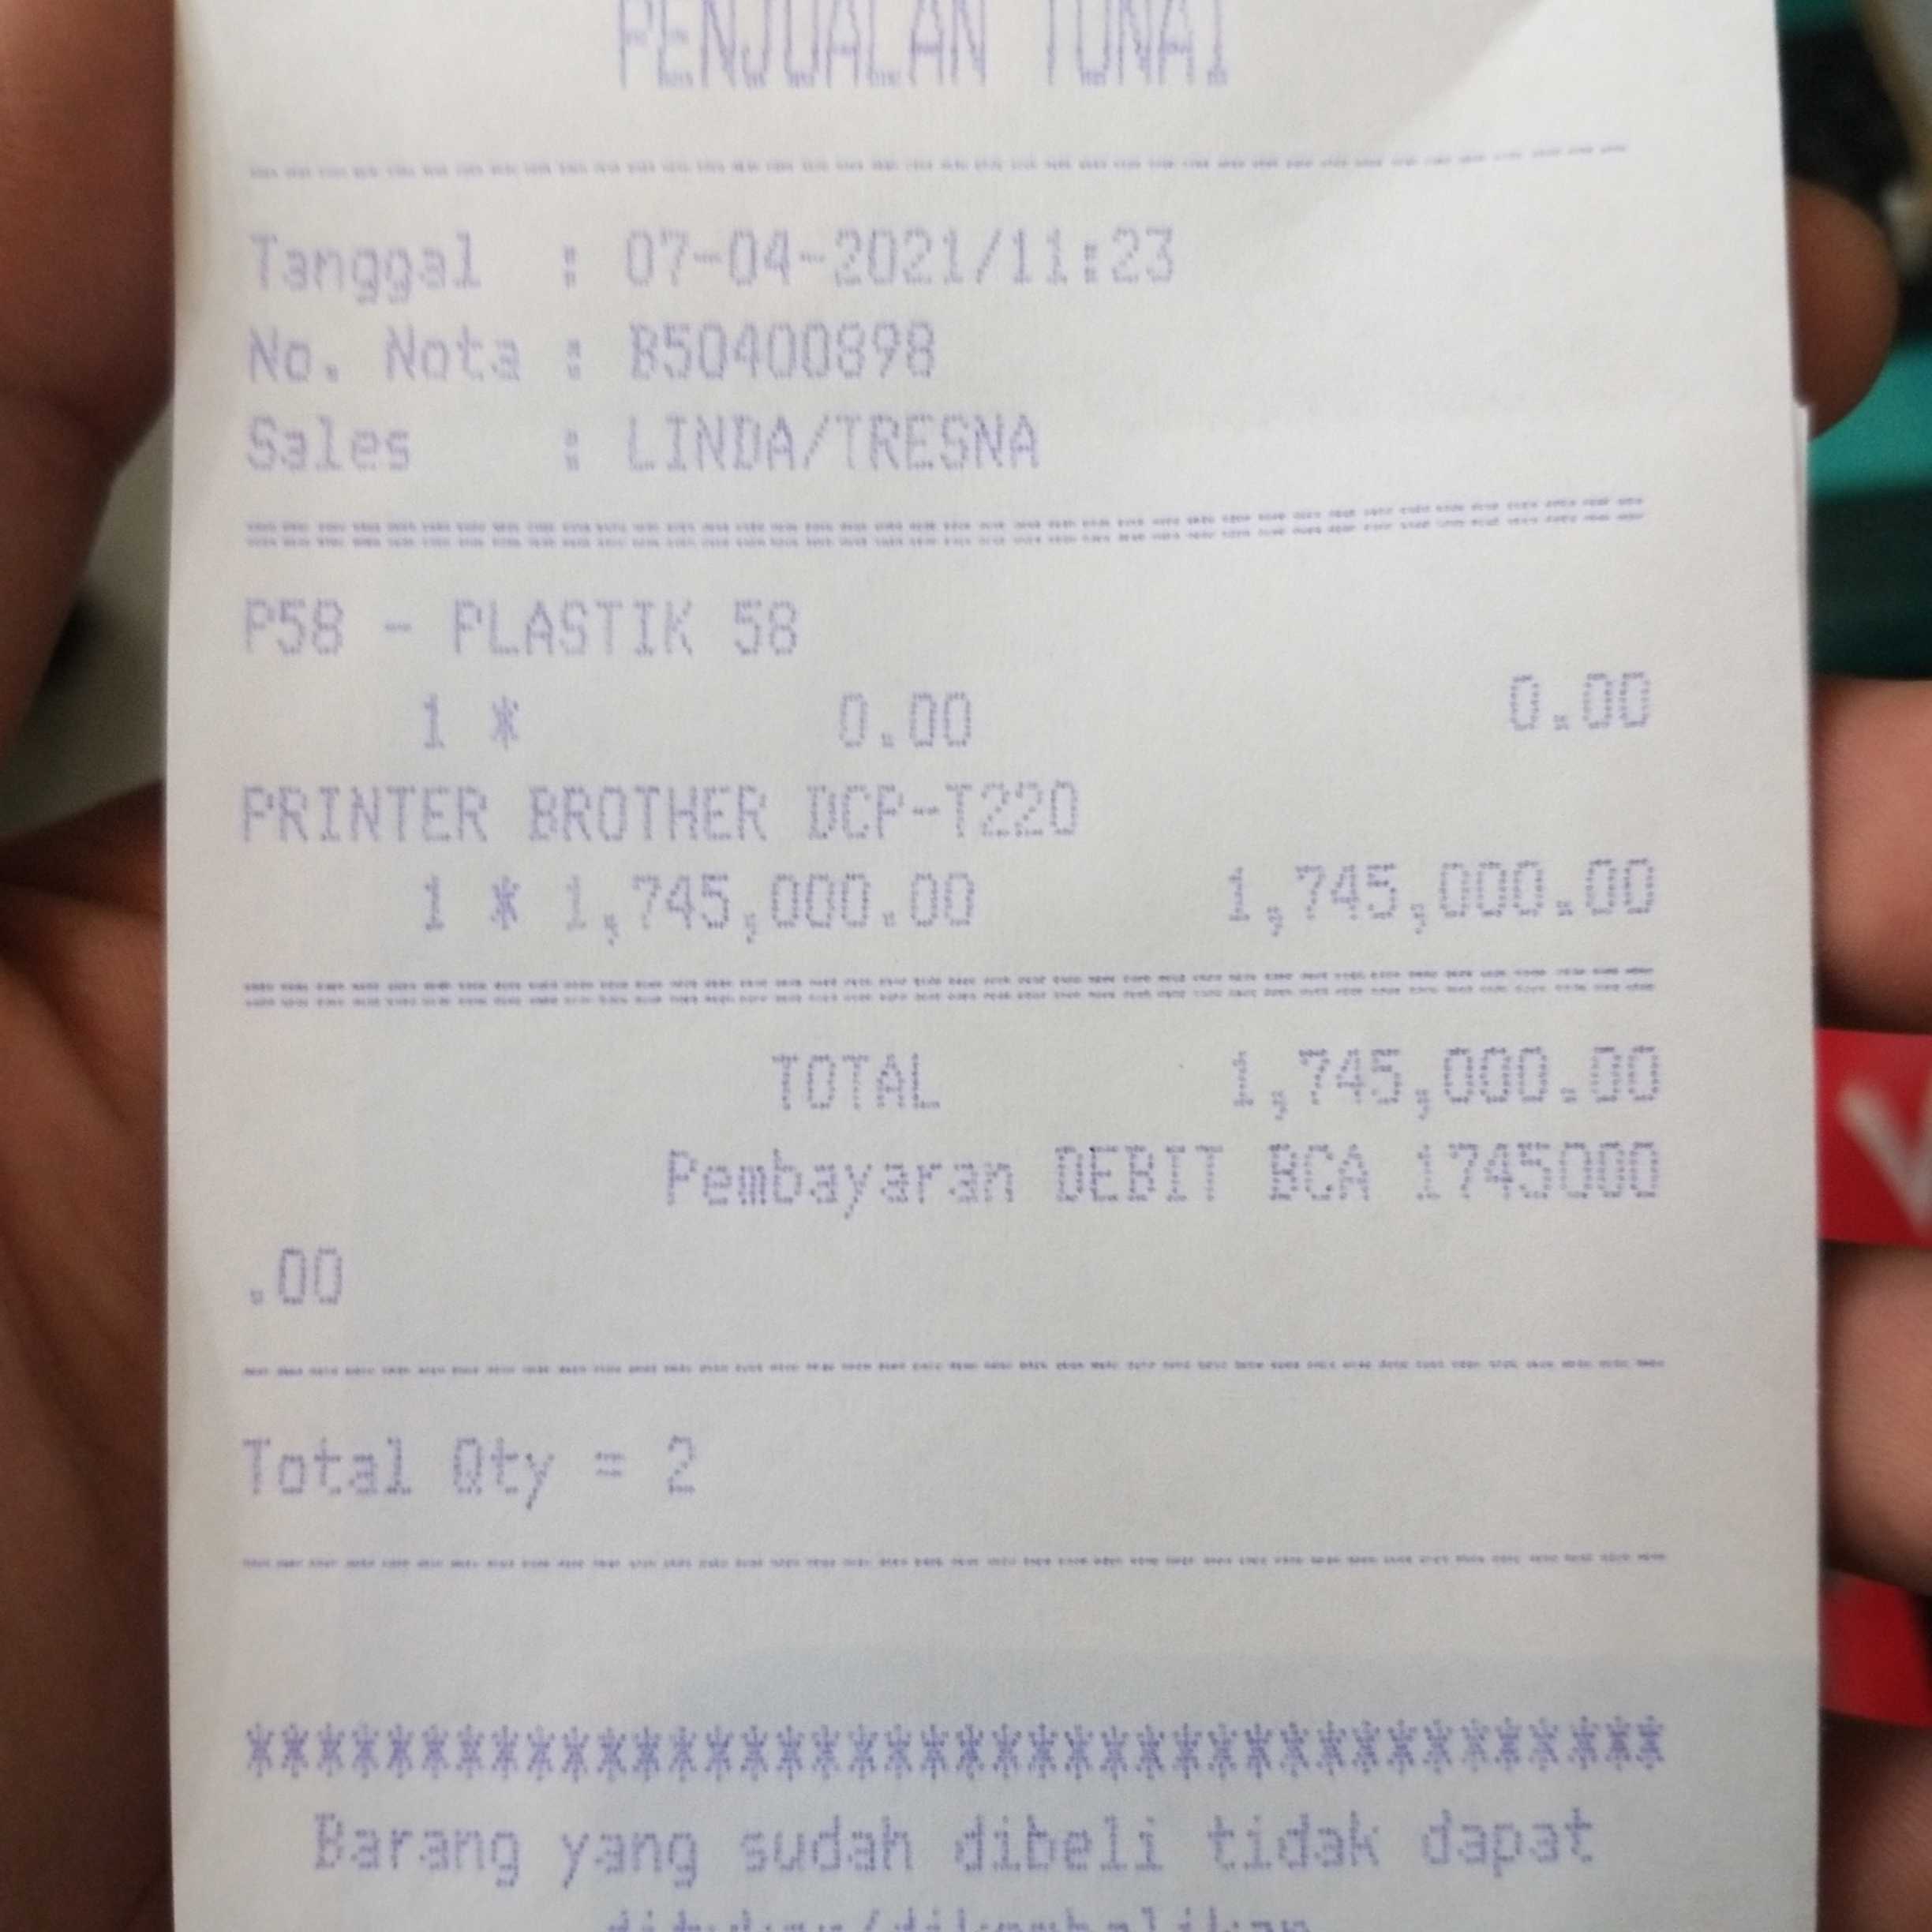 PENJUALAN TUNAI
Tanggal : 07-04-2021/11:23
No. Nota : B50400898
Sales : LINDA/TRESNA
P58 - PLASTIK 58
1 * 0.00 0.00
PRINTER BROTHER DCP-T220
1 * 1,745,000.00 1,745,000.00
TOTAL 1,745,000.00
Pembayaran DEBIT BCA 1745000
.00
Total Qty = 2
****************************************
Barang yang sudah dibeli tidak dapat
ditukar/dikembalikan